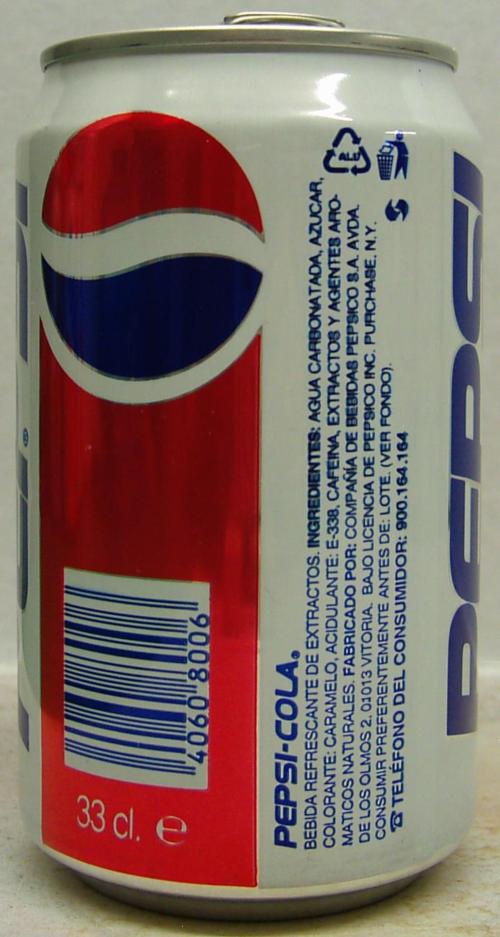 PEPSI-COLA®
BEBIDA REFRESCANTE DE EXTRACTOS. INGREDIENTES: AGUA CARBONATADA, AZUCAR,
COLORANTE: CARAMELO, ACIDULANTE: E-338, CAFEINA, EXTRACTOS Y AGENTES ARO-
MATICOS NATURALES. FABRICADO POR: COMPAÑÍA DE BEBIDAS PEPSICO S.A. AVDA.
DE LOS OLMOS 2. 01013 VITORIA. BAJO LICENCIA DE PEPSICO INC. PURCHASE. N.Y.
CONSUMIR PREFERENTEMENTE ANTES DE: LOTE. (VER FONDO).
☎ TELÉFONO DEL CONSUMIDOR: 900.164.164
ALU
4060 8006
33 cl. ℮
PEPSI